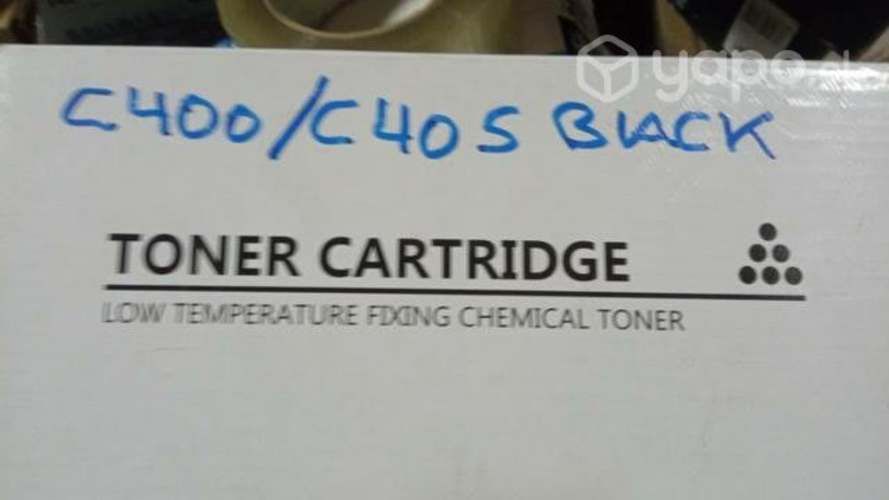 yapo.cl
C400/C405 BLACK
TONER CARTRIDGE
LOW TEMPERATURE FIXING CHEMICAL TONER